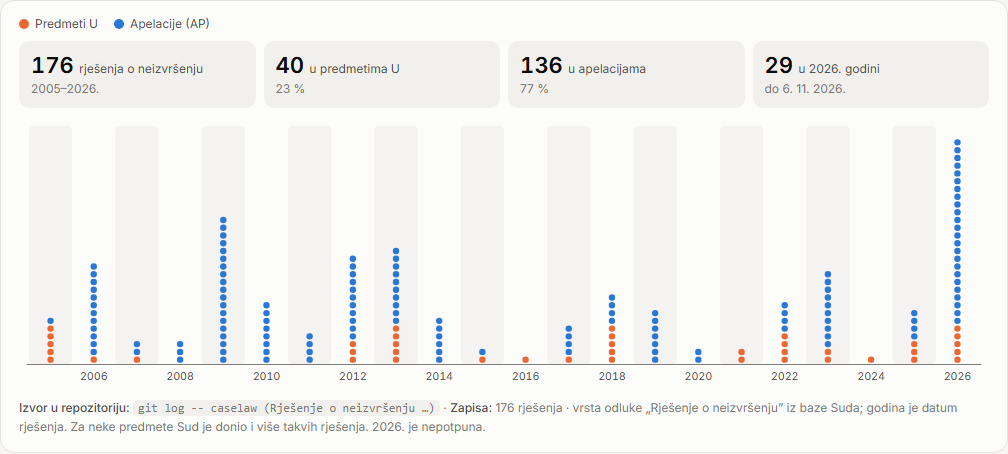 Predmeti U Apelacije (AP)
176 rješenja o neizvršenju
2005–2026.
40 u predmetima U
23 %
136 u apelacijama
77 %
29 u 2026. godini
do 6. 11. 2026.
2006 2008 2010 2012 2014 2016 2018 2020 2022 2024 2026
Izvor u repozitoriju: git log -- caselaw (Rješenje o neizvršenju …) · Zapisa: 176 rješenja · vrsta odluke „Rješenje o neizvršenju” iz baze Suda; godina je datum
rješenja. Za neke predmete Sud je donio i više takvih rješenja. 2026. je nepotpuna.